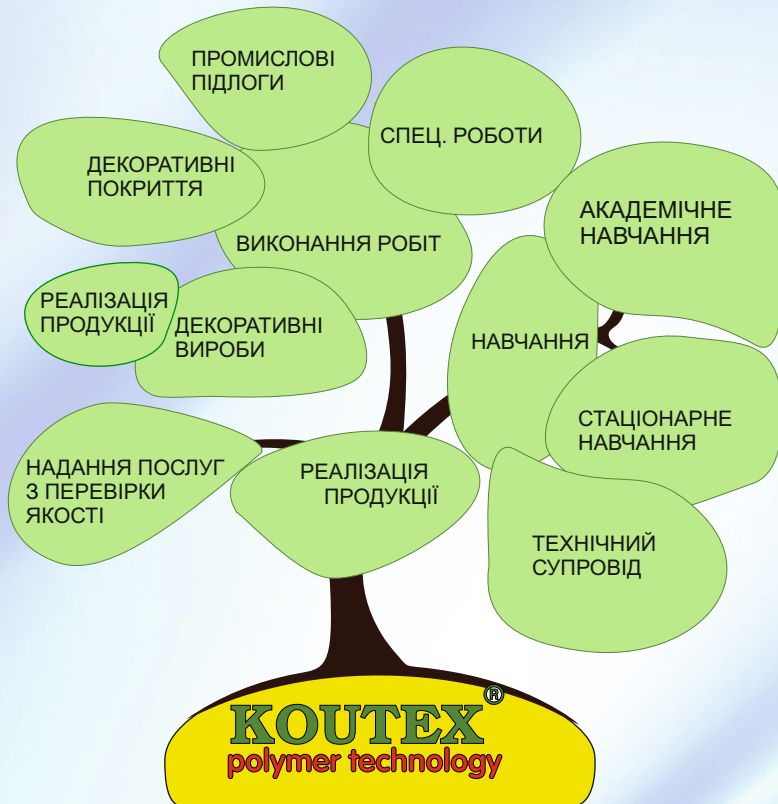 ПРОМИСЛОВІ
ПІДЛОГИ
СПЕЦ. РОБОТИ
ДЕКОРАТИВНІ
ПОКРИТТЯ
ВИКОНАННЯ РОБІТ
АКАДЕМІЧНЕ
НАВЧАННЯ
РЕАЛІЗАЦІЯ
ПРОДУКЦІЇ
ДЕКОРАТИВНІ
ВИРОБИ
НАВЧАННЯ
СТАЦІОНАРНЕ
НАВЧАННЯ
НАДАННЯ ПОСЛУГ
З ПЕРЕВІРКИ
ЯКОСТІ
РЕАЛІЗАЦІЯ
ПРОДУКЦІЇ
ТЕХНІЧНИЙ
СУПРОВІД
KOUTEX®
polymer technology